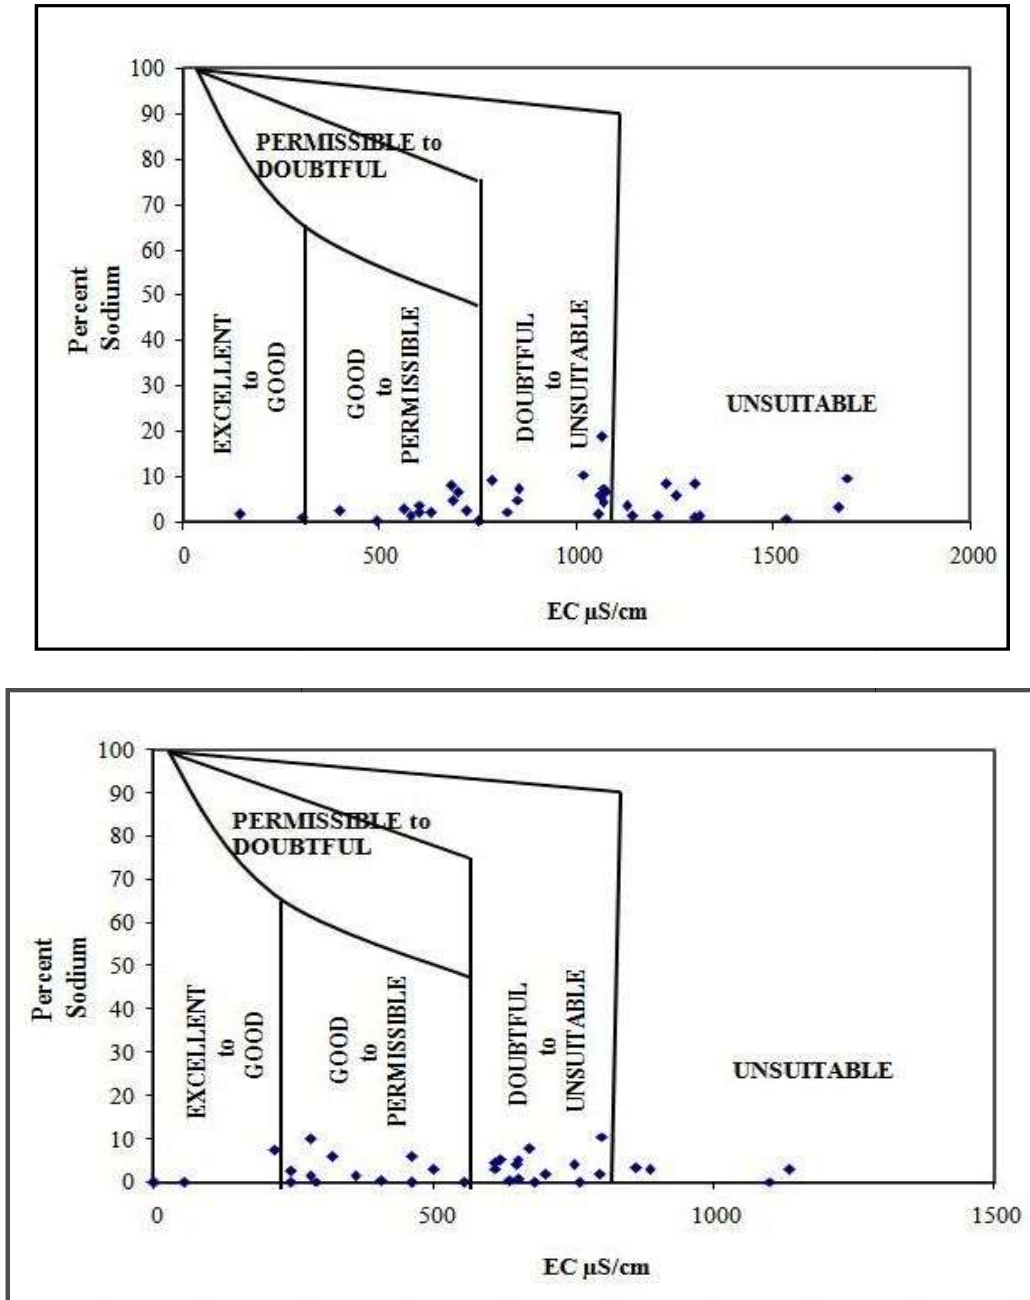 100
90
80
70
60
50
40
30
20
10
0
Percent
Sodium
PERMISSIBLE to
DOUBTFUL
EXCELLENT
to
GOOD
GOOD
to
PERMISSIBLE
DOUBTFUL
to
UNSUITABLE
UNSUITABLE
0 500 1000 1500 2000
EC µS/cm
100
90
80
70
60
50
40
30
20
10
0
Percent
Sodium
PERMISSIBLE to
DOUBTFUL
EXCELLENT
to
GOOD
GOOD
to
PERMISSIBLE
DOUBTFUL
to
UNSUITABLE
UNSUITABLE
0 500 1000 1500
EC µS/cm